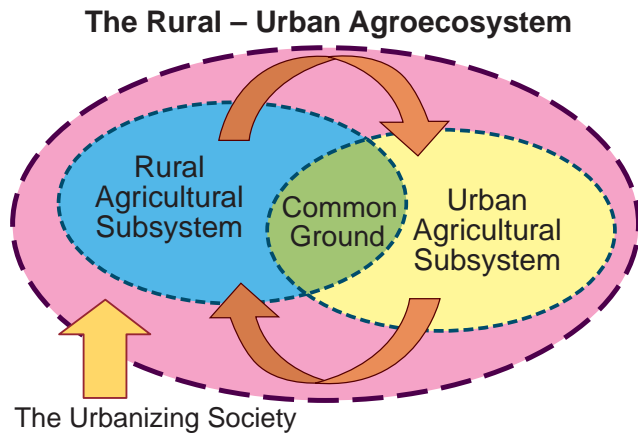 The Rural – Urban Agroecosystem
Rural
Agricultural
Subsystem
Common
Ground
Urban
Agricultural
Subsystem
The Urbanizing Society